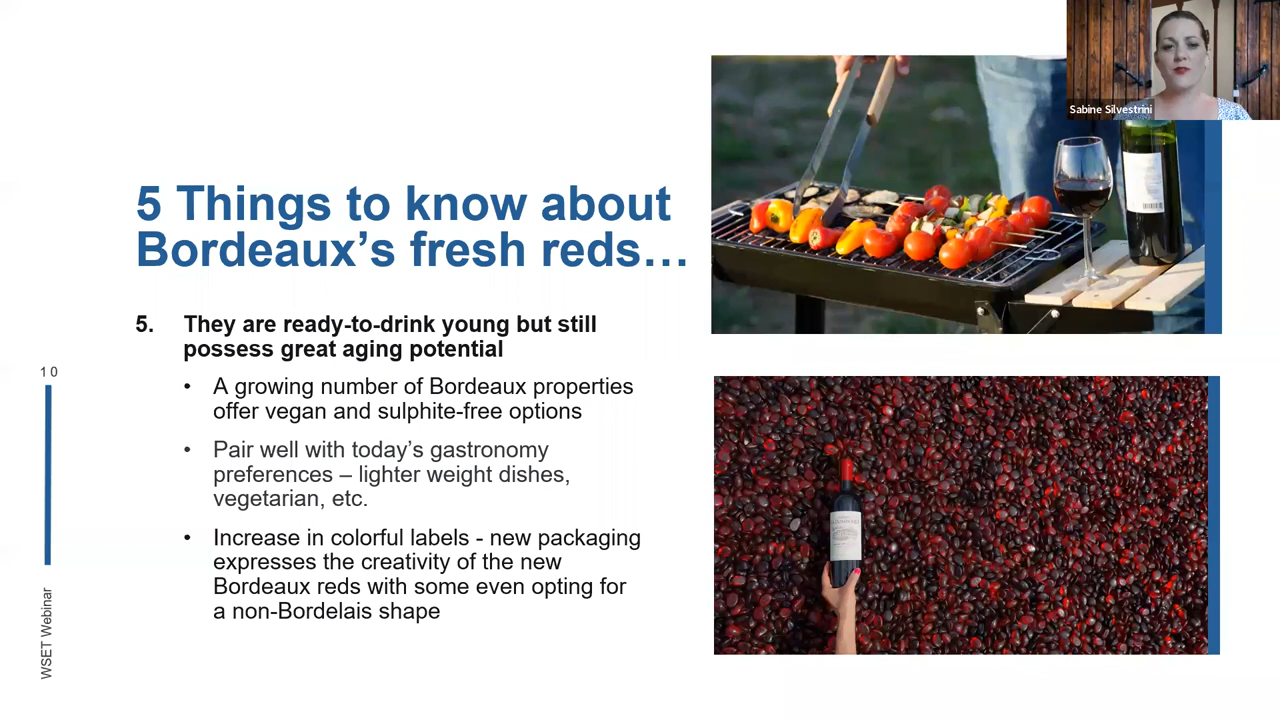 Sabine Silvestrini
5 Things to know about
Bordeaux’s fresh reds…
5. They are ready-to-drink young but still
possess great aging potential
• A growing number of Bordeaux properties
offer vegan and sulphite-free options
• Pair well with today’s gastronomy
preferences – lighter weight dishes,
vegetarian, etc.
• Increase in colorful labels - new packaging
expresses the creativity of the new
Bordeaux reds with some even opting for
a non-Bordelais shape
10
WSET Webinar